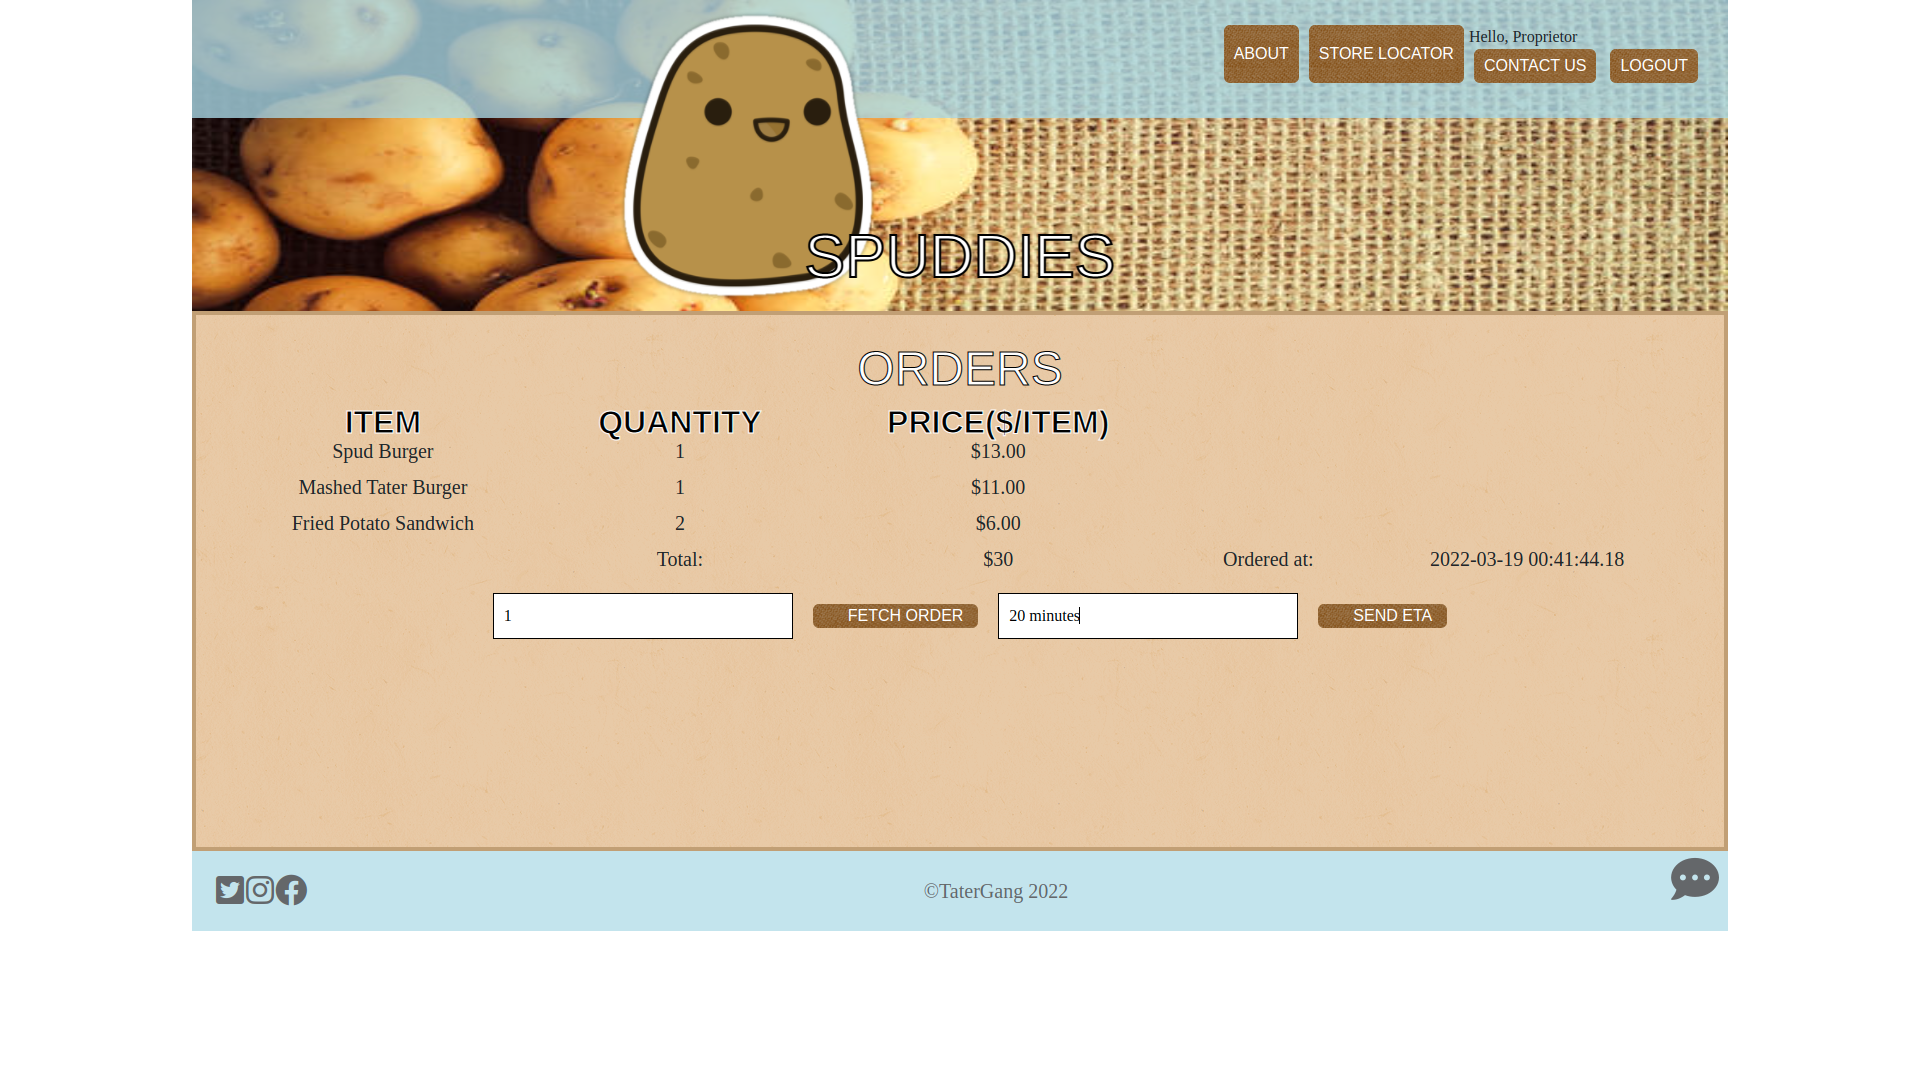 ABOUT
STORE LOCATOR
Hello, Proprietor
CONTACT US
LOGOUT
SPUDDIES
ORDERS
ITEM QUANTITY PRICE($/ITEM)
Spud Burger 1 $13.00
Mashed Tater Burger 1 $11.00
Fried Potato Sandwich 2 $6.00
Total: $30 Ordered at: 2022-03-19 00:41:44.18
1 FETCH ORDER 20 minutes SEND ETA
©TaterGang 2022